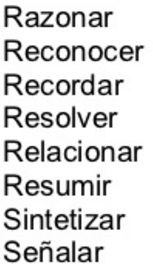 Razonar
Reconocer
Recordar
Resolver
Relacionar
Resumir
Sintetizar
Señalar